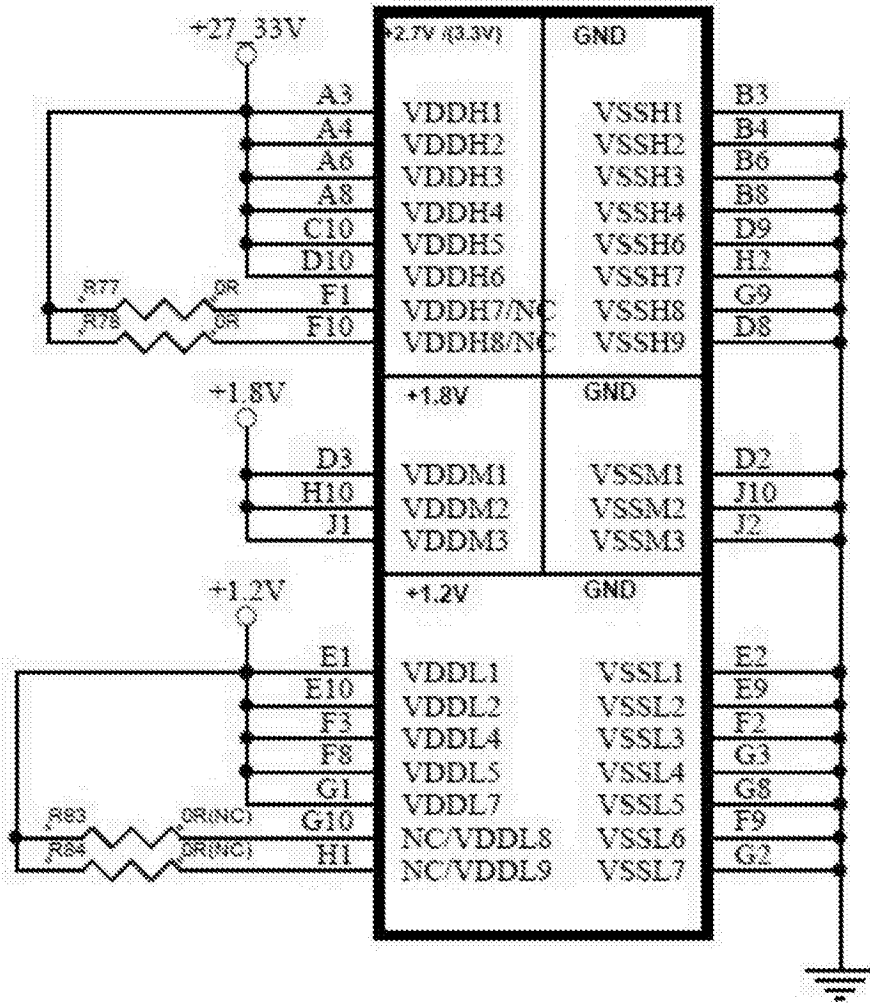 +27_33V
+2.7V /(3.3V) GND
A3 VDDH1 VSSH1 B3
A4 VDDH2 VSSH2 B4
A6 VDDH3 VSSH3 B6
A8 VDDH4 VSSH4 B8
C10 VDDH5 VSSH6 D9
D10 VDDH6 VSSH7 H2
R77 0R F1 VDDH7/NC VSSH8 G9
R78 0R F10 VDDH8/NC VSSH9 D8
+1.8V +1.8V GND
D3 VDDM1 VSSM1 D2
H10 VDDM2 VSSM2 J10
J1 VDDM3 VSSM3 J2
+1.2V +1.2V GND
E1 VDDL1 VSSL1 E2
E10 VDDL2 VSSL2 E9
F3 VDDL4 VSSL3 F2
F8 VDDL5 VSSL4 G3
G1 VDDL7 VSSL5 G8
R83 0R(NC) G10 NC/VDDL8 VSSL6 F9
R84 0R(NC) H1 NC/VDDL9 VSSL7 G2